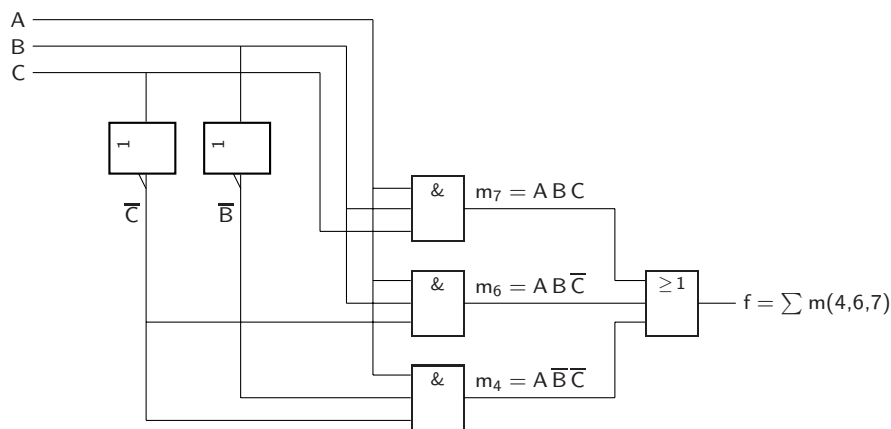 A
B
C
1
1
C̅
B̅
&
m₇ = A B C
&
m₆ = A B C̅
&
m₄ = A B̅ C̅
≥1
f = ∑ m(4,6,7)